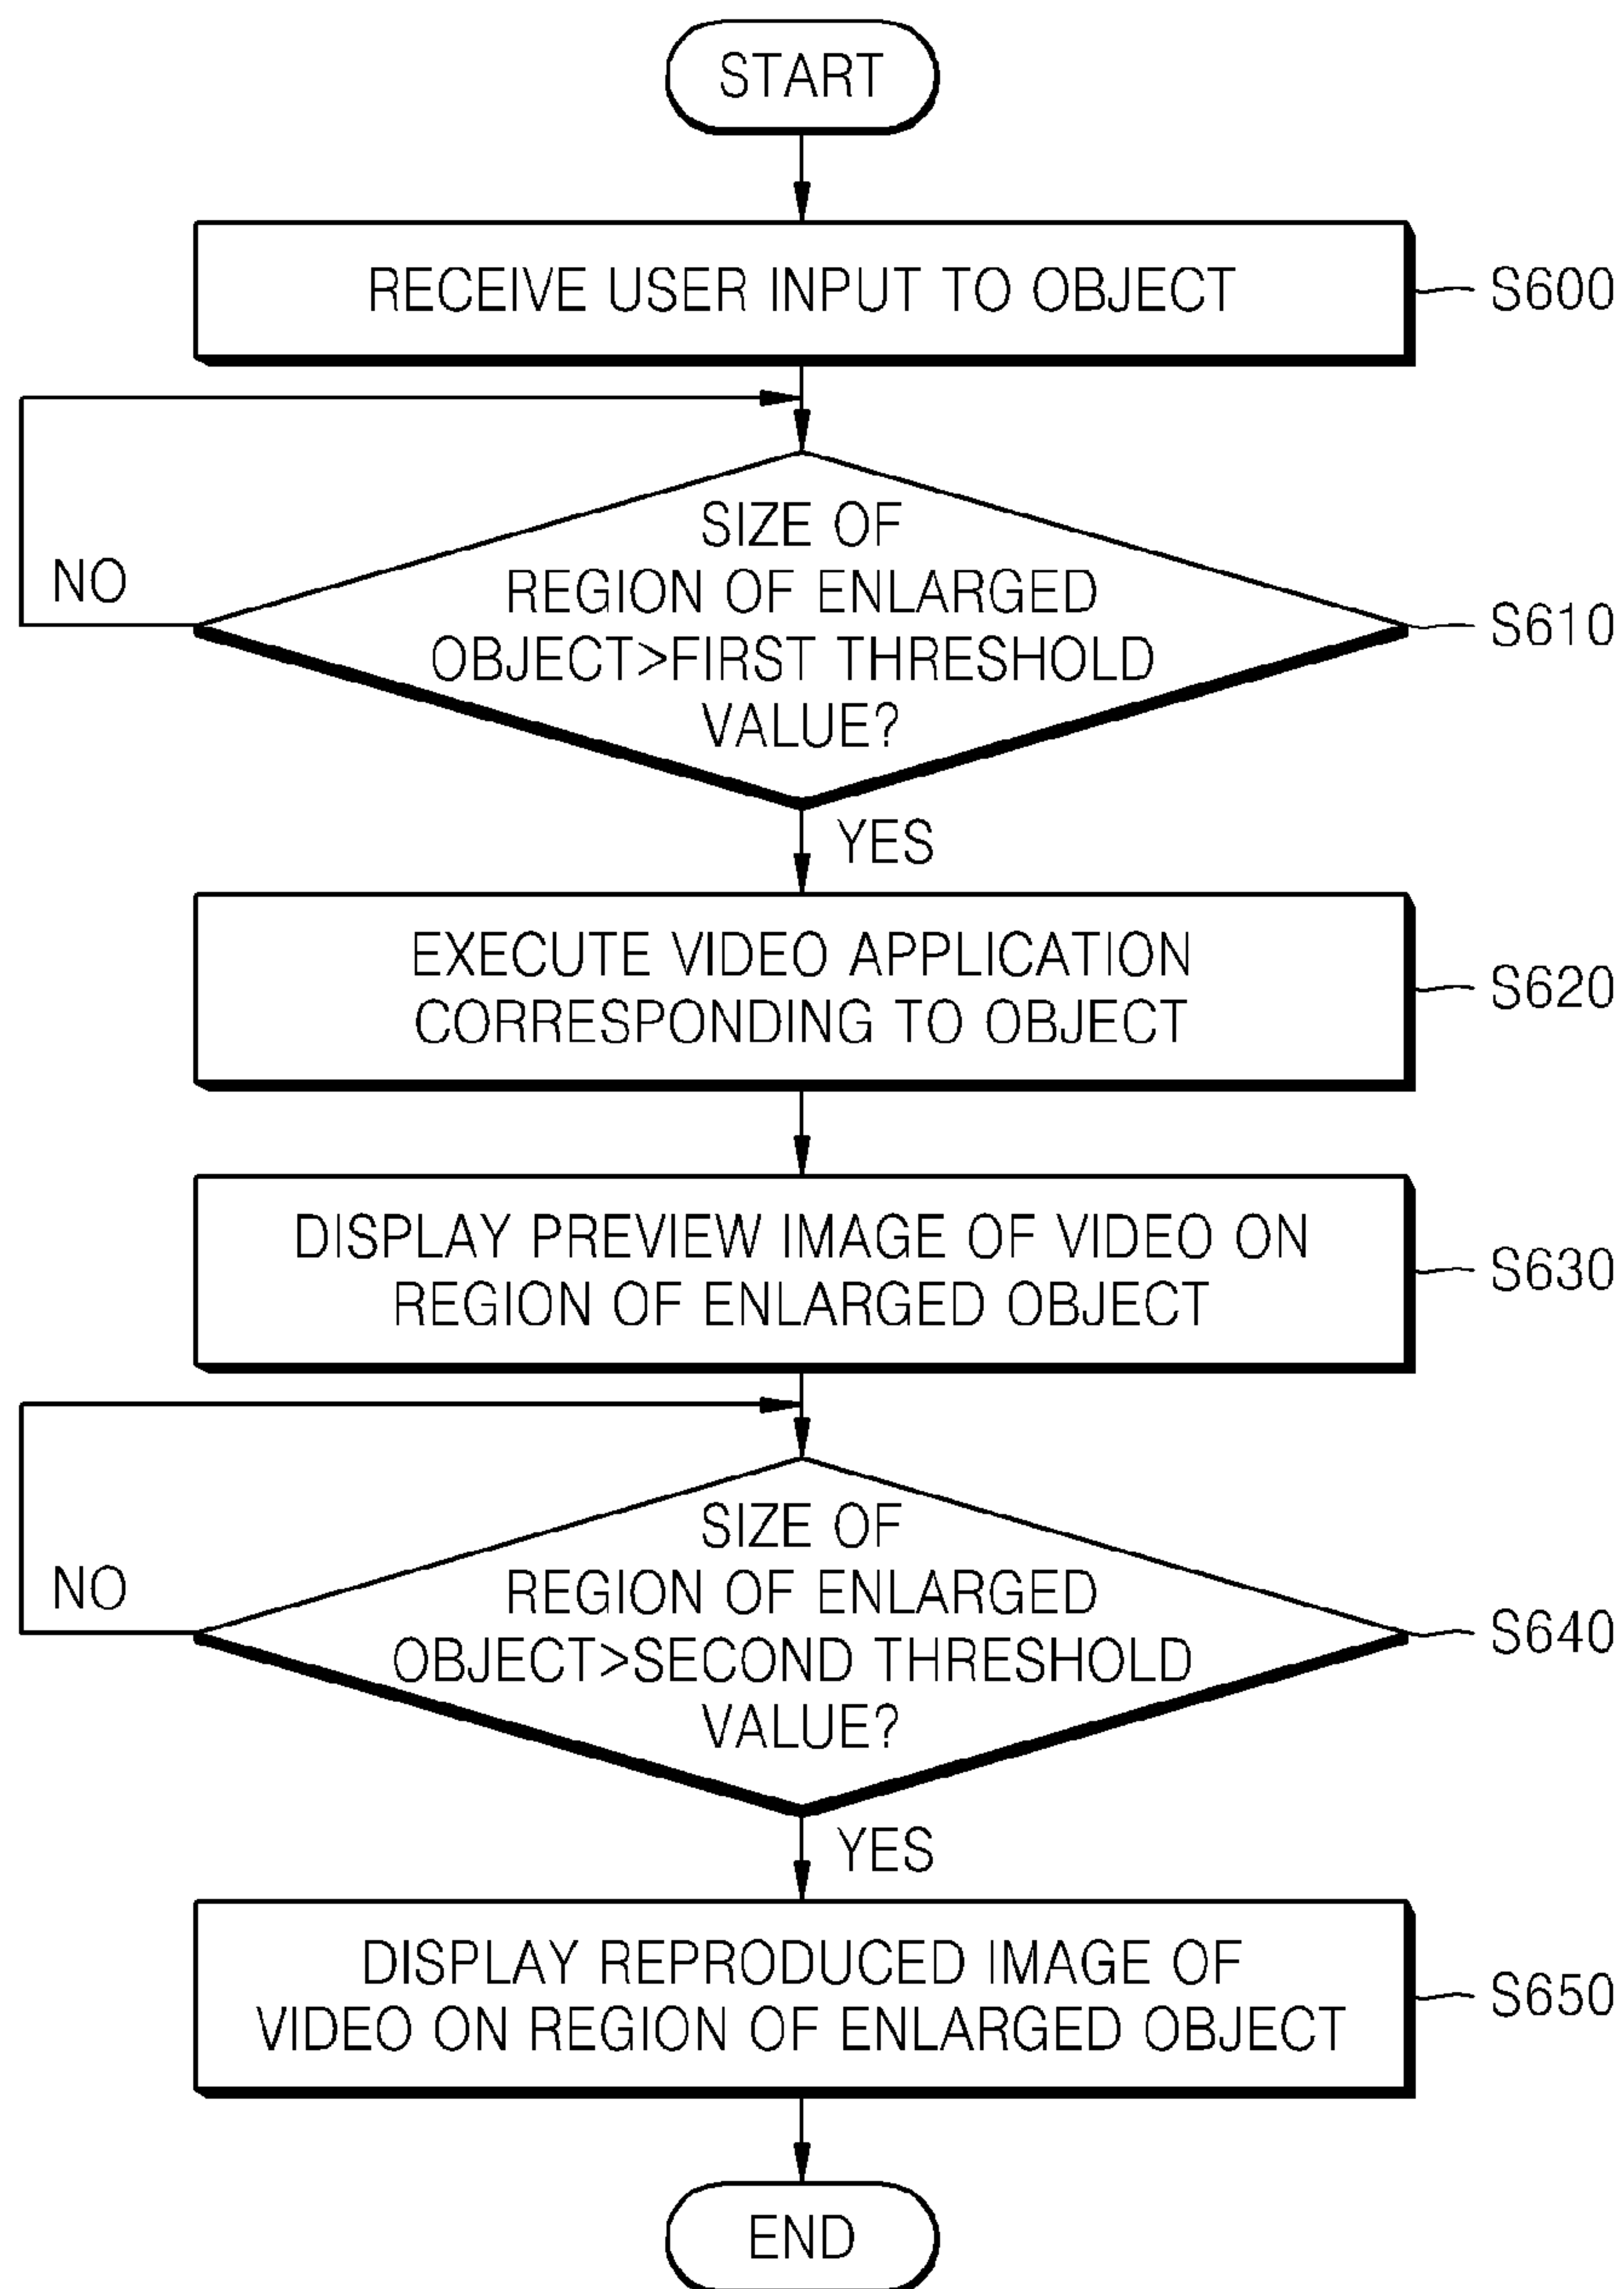 START
RECEIVE USER INPUT TO OBJECT
S600
SIZE OF
REGION OF ENLARGED
OBJECT>FIRST THRESHOLD
VALUE?
NO
S610
YES
EXECUTE VIDEO APPLICATION
CORRESPONDING TO OBJECT
S620
DISPLAY PREVIEW IMAGE OF VIDEO ON
REGION OF ENLARGED OBJECT
S630
SIZE OF
REGION OF ENLARGED
OBJECT>SECOND THRESHOLD
VALUE?
NO
S640
YES
DISPLAY REPRODUCED IMAGE OF
VIDEO ON REGION OF ENLARGED OBJECT
S650
END